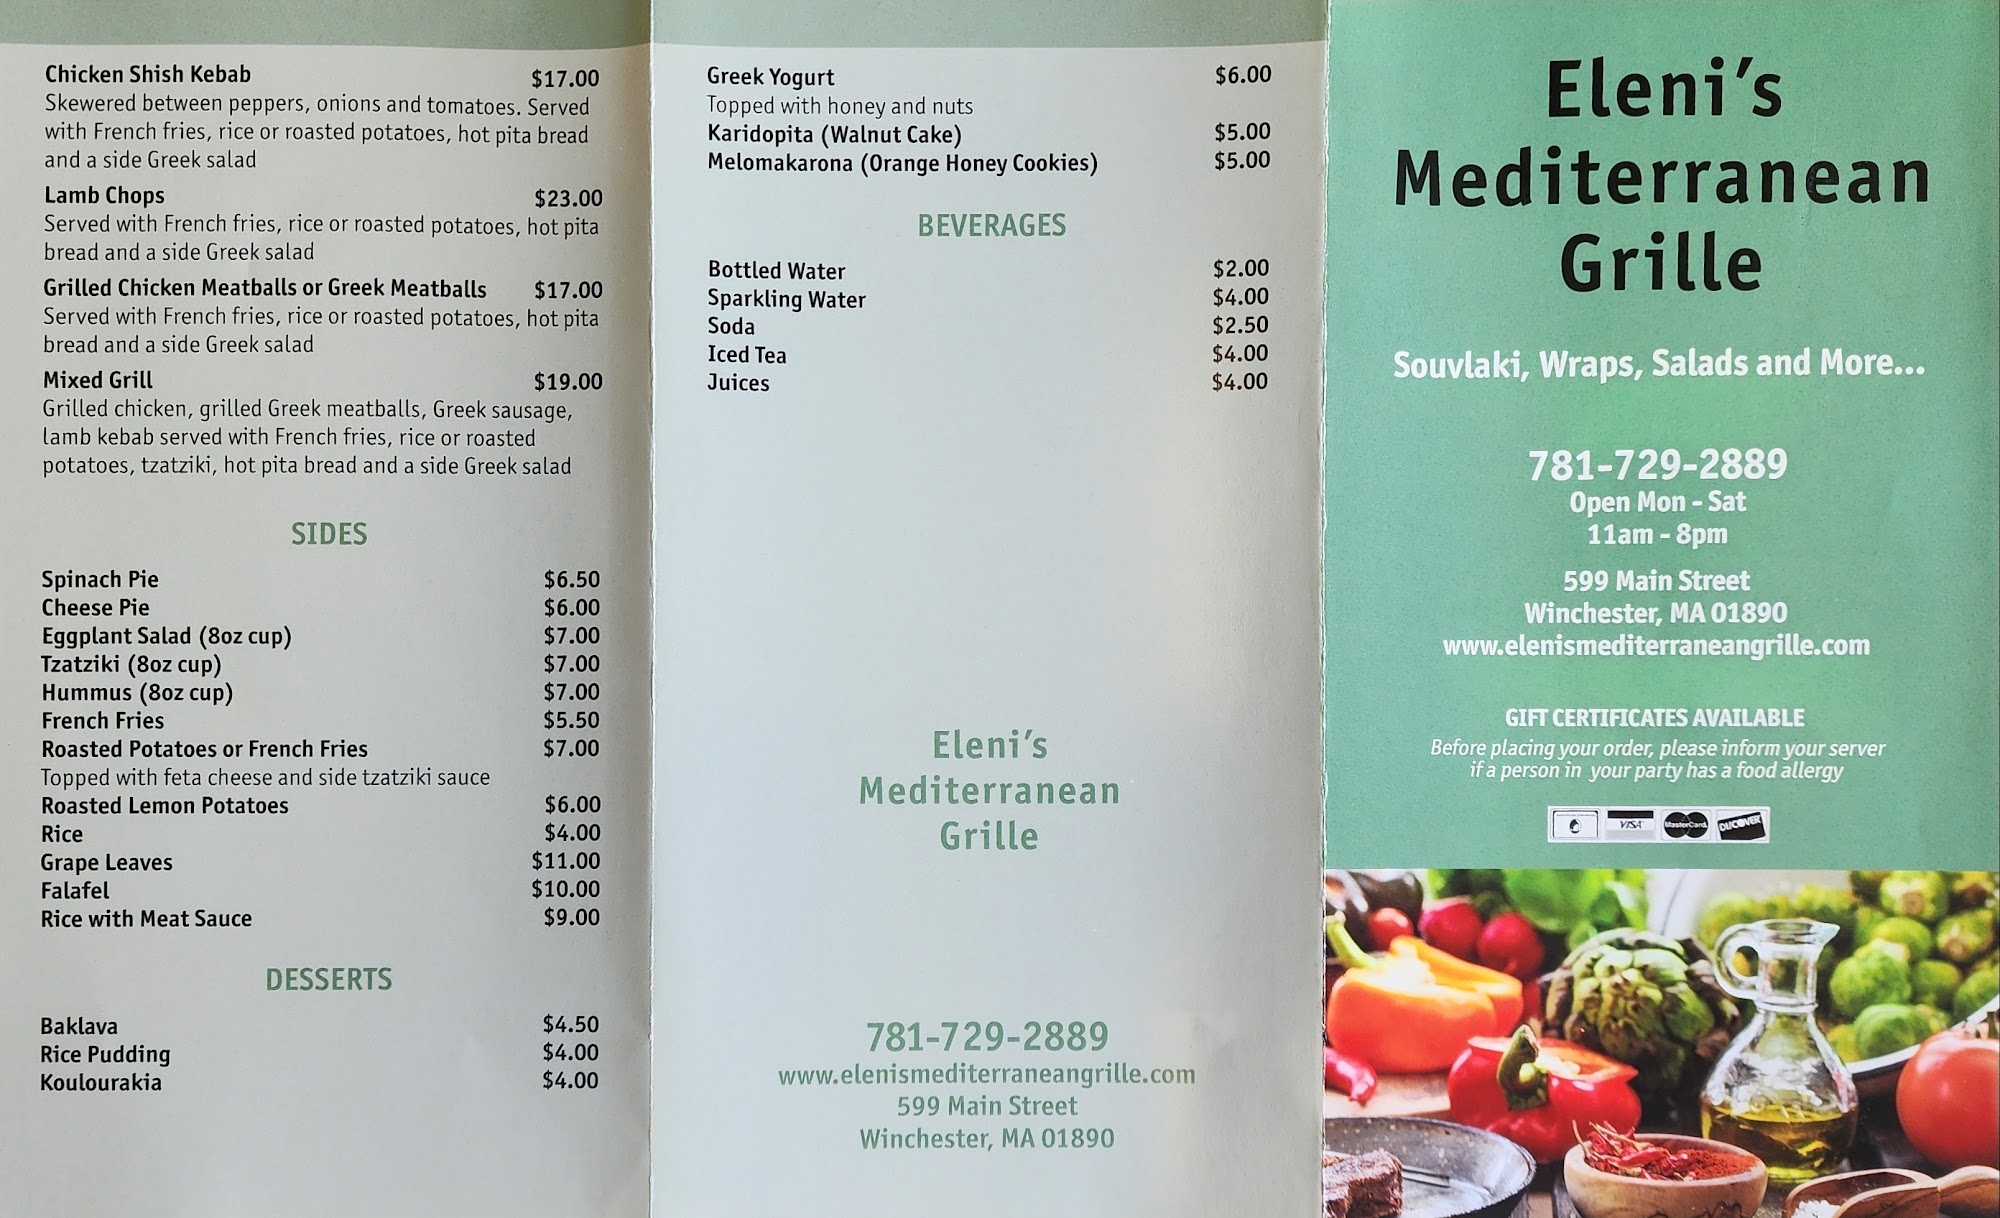 Chicken Shish Kebab $17.00
Skewered between peppers, onions and tomatoes. Served
with French fries, rice or roasted potatoes, hot pita bread
and a side Greek salad
Lamb Chops $23.00
Served with French fries, rice or roasted potatoes, hot pita
bread and a side Greek salad
Grilled Chicken Meatballs or Greek Meatballs $17.00
Served with French fries, rice or roasted potatoes, hot pita
bread and a side Greek salad
Mixed Grill $19.00
Grilled chicken, grilled Greek meatballs, Greek sausage,
lamb kebab served with French fries, rice or roasted
potatoes, tzatziki, hot pita bread and a side Greek salad
SIDES
Spinach Pie $6.50
Cheese Pie $6.00
Eggplant Salad (8oz cup) $7.00
Tzatziki (8oz cup) $7.00
Hummus (8oz cup) $7.00
French Fries $5.50
Roasted Potatoes or French Fries $7.00
Topped with feta cheese and side tzatziki sauce
Roasted Lemon Potatoes $6.00
Rice $4.00
Grape Leaves $11.00
Falafel $10.00
Rice with Meat Sauce $9.00
DESSERTS
Baklava $4.50
Rice Pudding $4.00
Koulourakia $4.00
Greek Yogurt $6.00
Topped with honey and nuts
Karidopita (Walnut Cake) $5.00
Melomakarona (Orange Honey Cookies) $5.00
BEVERAGES
Bottled Water $2.00
Sparkling Water $4.00
Soda $2.50
Iced Tea $4.00
Juices $4.00
Eleni's
Mediterranean
Grille
781-729-2889
www.elenismediterraneangrille.com
599 Main Street
Winchester, MA 01890
Eleni's
Mediterranean
Grille
Souvlaki, Wraps, Salads and More...
781-729-2889
Open Mon - Sat
11am - 8pm
599 Main Street
Winchester, MA 01890
www.elenismediterraneangrille.com
GIFT CERTIFICATES AVAILABLE
Before placing your order, please inform your server
if a person in your party has a food allergy
VISA MasterCard DISCOVER